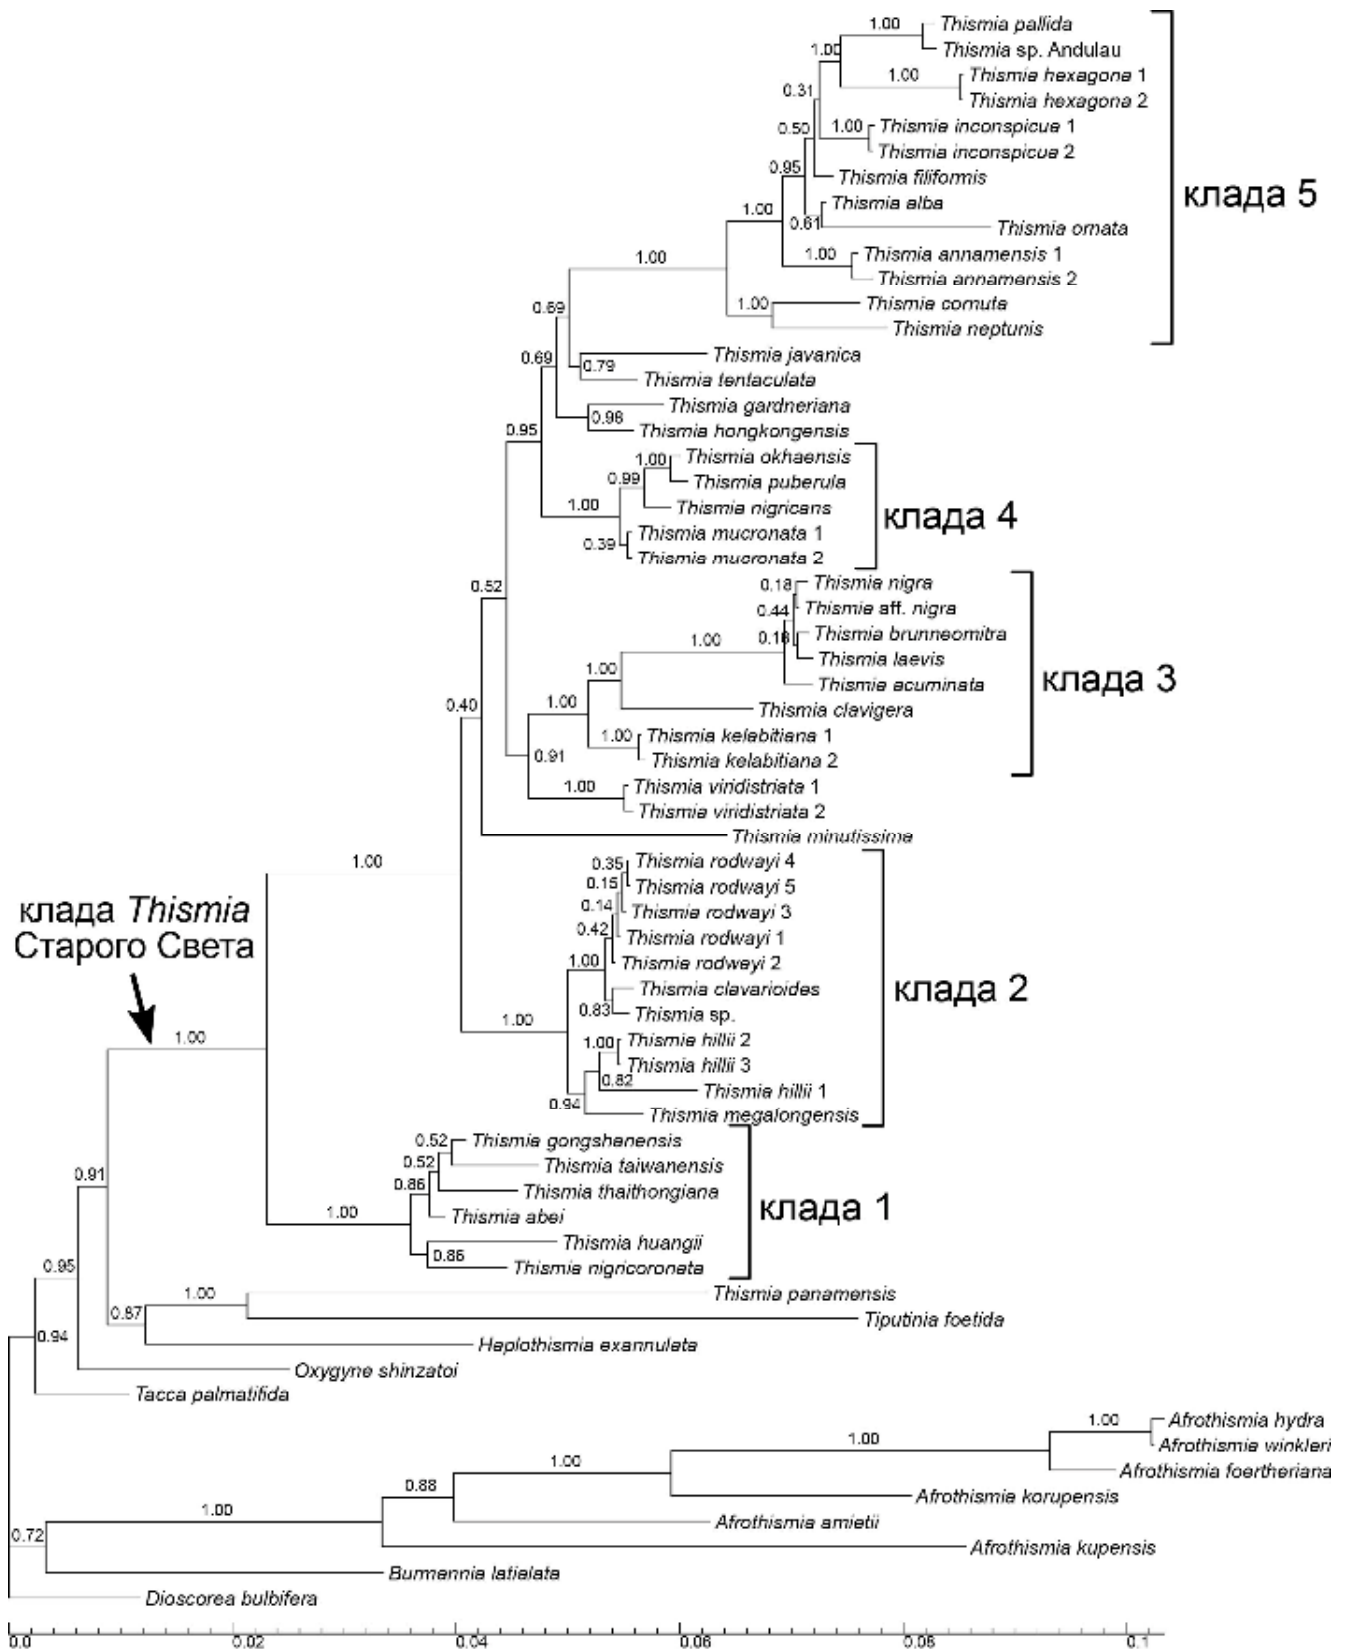 1.00
Thismia pallida
1.00
Thismia sp. Andulau
1.00
Thismia hexagona 1
0.31
Thismia hexagona 2
0.50
1.00
Thismia inconspicua 1
Thismia inconspicua 2
0.95
Thismia filiformis
клада 5
1.00
Thismia alba
0.61
Thismia ornata
1.00
Thismia annamensis 1
1.00
Thismia annamensis 2
1.00
Thismia cornuta
0.69
Thismia neptunis
0.69
Thismia javanica
0.79
Thismia tentaculata
Thismia gardneriana
0.98
0.95
Thismia hongkongensis
1.00
Thismia okhaensis
0.99
Thismia puberula
1.00
Thismia nigricans
клада 4
Thismia mucronata 1
0.39
Thismia mucronata 2
0.52
0.18
Thismia nigra
0.44
Thismia aff. nigra
1.00
0.18
Thismia brunneomitra
Thismia laevis
1.00
Thismia acuminata
клада 3
0.40
1.00
Thismia clavigera
1.00
Thismia kelabitiana 1
0.91
Thismia kelabitiana 2
1.00
Thismia viridistriata 1
Thismia viridistriata 2
Thismia minutissima
1.00
0.35
Thismia rodwayi 4
0.15
Thismia rodwayi 5
клада Thismia
0.14
Thismia rodwayi 3
Старого Света
0.42
Thismia rodwayi 1
1.00
Thismia rodwayi 2
Thismia clavarioides
клада 2
0.83
Thismia sp.
1.00
1.00
1.00
Thismia hillii 2
Thismia hillii 3
0.82
Thismia hillii 1
0.94
Thismia megalongensis
0.52
Thismia gongshanensis
0.52
Thismia taiwanensis
0.91
0.86
Thismia thaithongiana
1.00
Thismia abei
клада 1
Thismia huangii
0.86
0.95
Thismia nigricoronata
1.00
Thismia panamensis
0.87
Tiputinia foetida
0.94
Haplothismia exannulata
Oxygyne shinzatoi
Tacca palmatifida
1.00
Afrothismia hydra
1.00
Afrothismia winkleri
1.00
Afrothismia foertheriana
0.88
Afrothismia korupensis
1.00
Afrothismia amietii
0.72
Afrothismia kupensis
Burmannia latialata
Dioscorea bulbifera
0.0 0.02 0.04 0.06 0.08 0.1